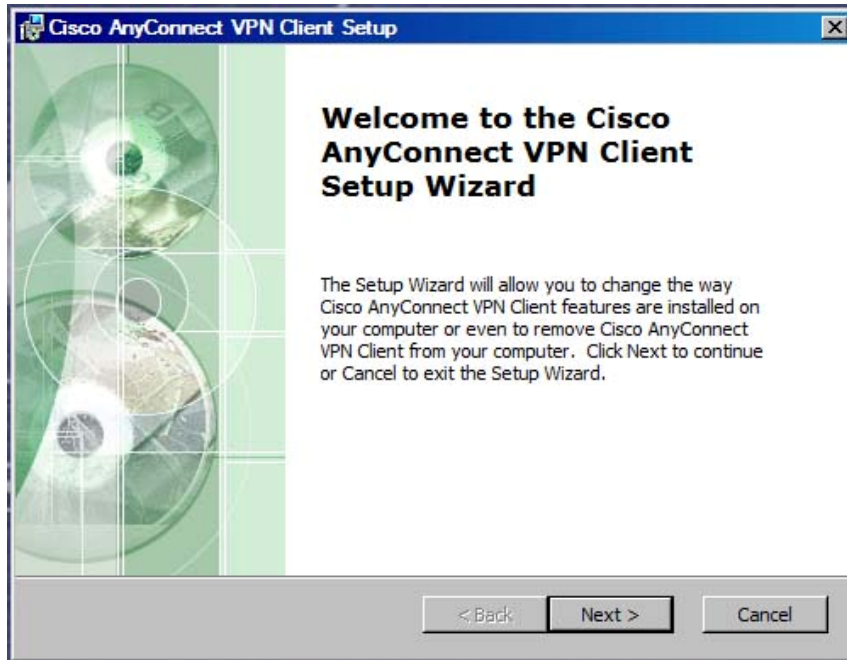 Cisco AnyConnect VPN Client Setup
Welcome to the Cisco
AnyConnect VPN Client
Setup Wizard
The Setup Wizard will allow you to change the way
Cisco AnyConnect VPN Client features are installed on
your computer or even to remove Cisco AnyConnect
VPN Client from your computer.  Click Next to continue
or Cancel to exit the Setup Wizard.
< Back
Next >
Cancel